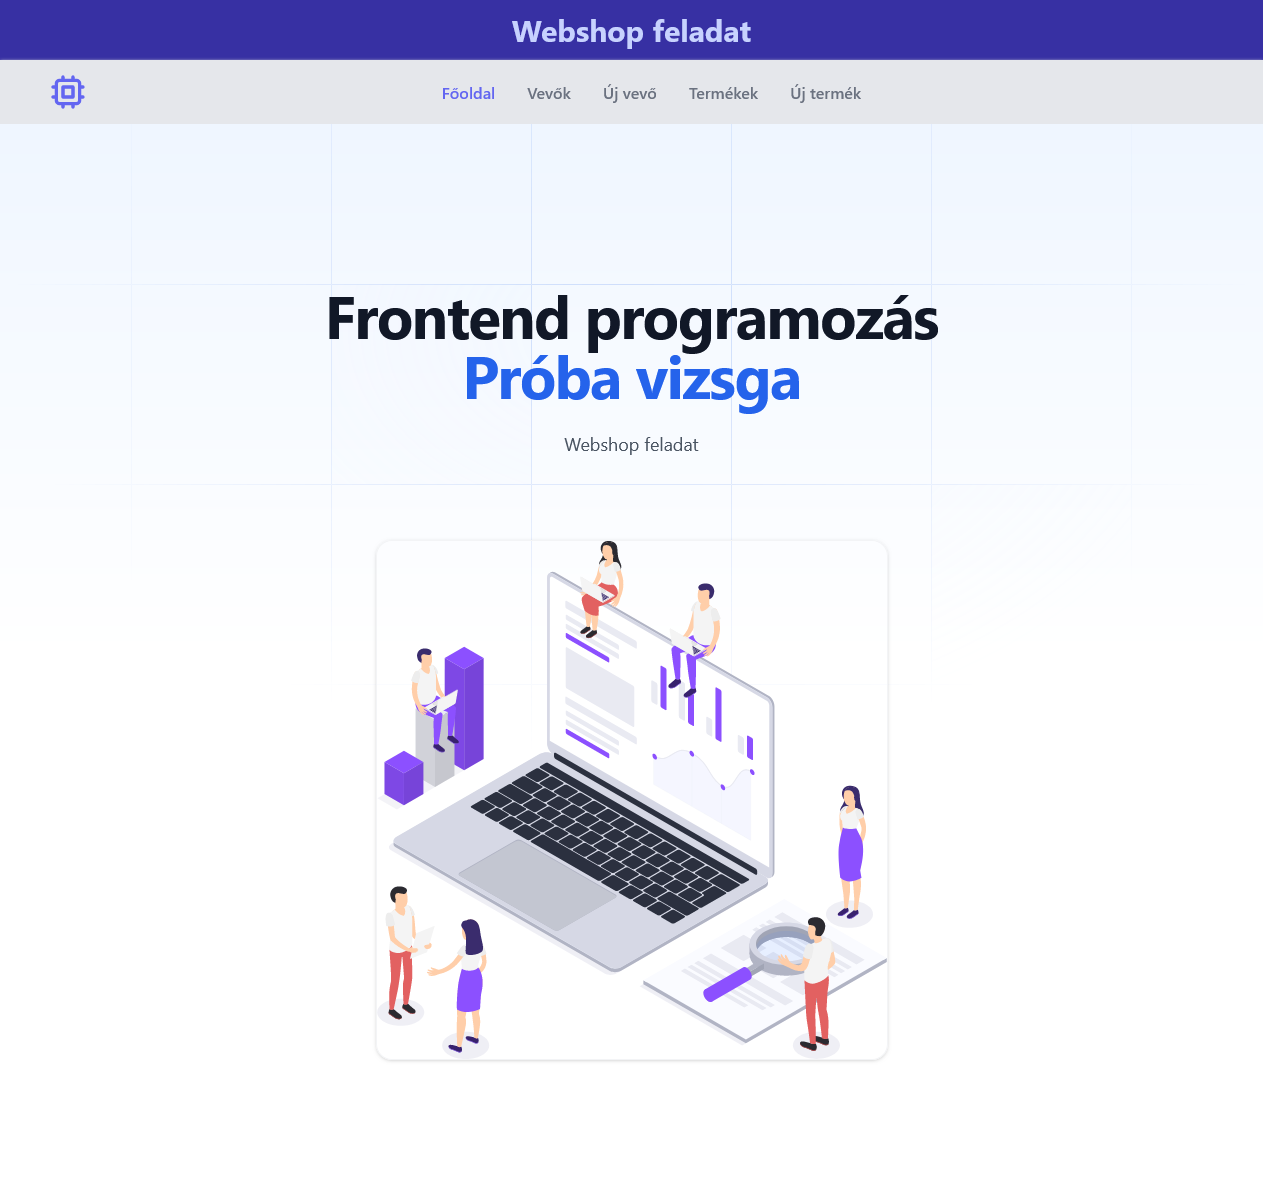 Webshop feladat
Főoldal Vevők Új vevő Termékek Új termék
Frontend programozás
Próba vizsga
Webshop feladat